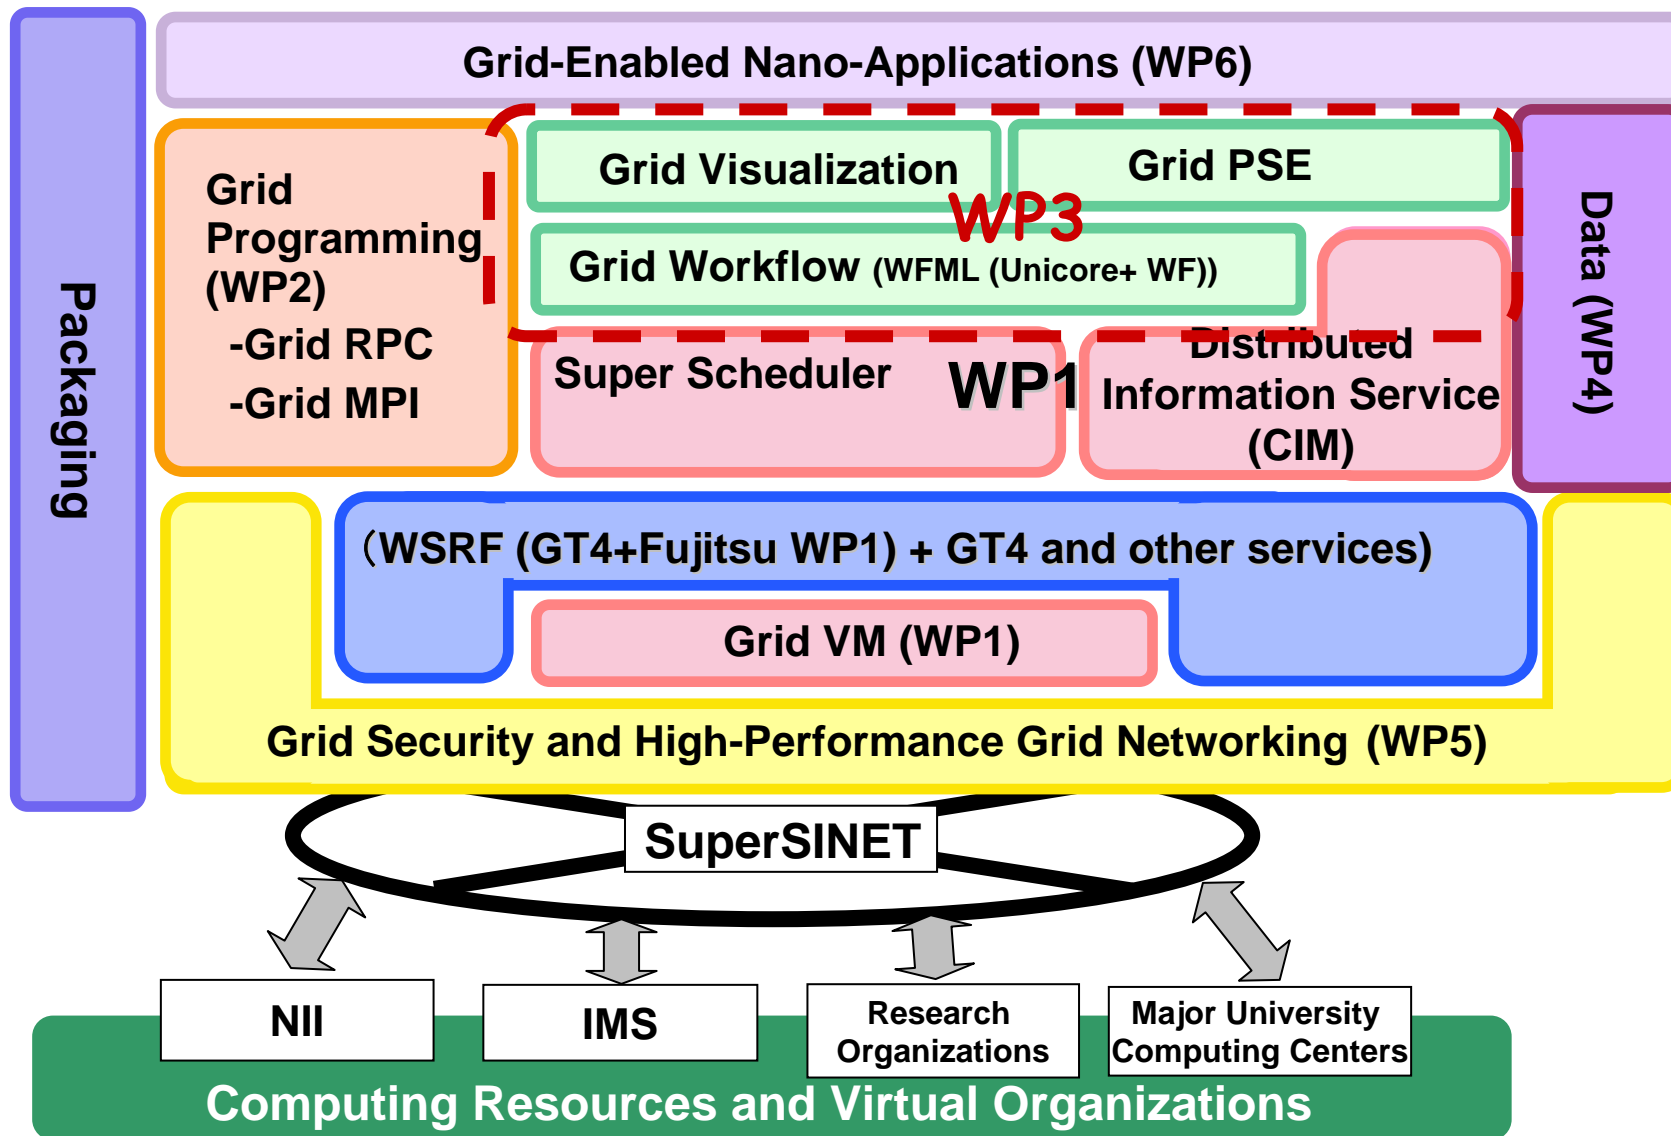 Grid-Enabled Nano-Applications (WP6)
Packaging
Grid
Programming
(WP2)
-Grid RPC
-Grid MPI
Grid Visualization
Grid PSE
WP3
Grid Workflow (WFML (Unicore+ WF))
Super Scheduler
WP1
Distributed
Information Service
(CIM)
Data (WP4)
（WSRF (GT4+Fujitsu WP1) + GT4 and other services)
Grid VM (WP1)
Grid Security and High-Performance Grid Networking (WP5)
SuperSINET
NII
IMS
Research
Organizations
Major University
Computing Centers
Computing Resources and Virtual Organizations